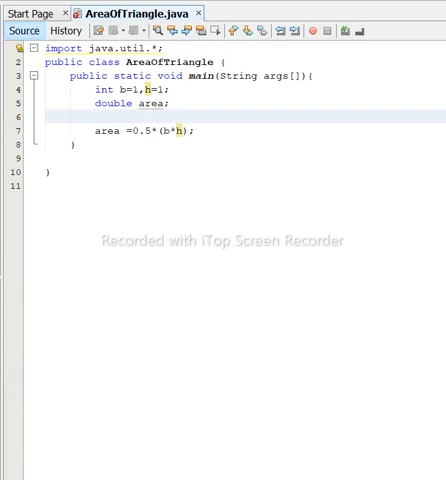 Start Page × AreaOfTriangle.java ×
Source History
1 import java.util.*;
2 public class AreaOfTriangle {
3 public static void main(String args[]){
4 int b=1,h=1;
5 double area;
6
7 area =0.5*(b*h);
8 }
9
10 }
11
Recorded with iTop Screen Recorder